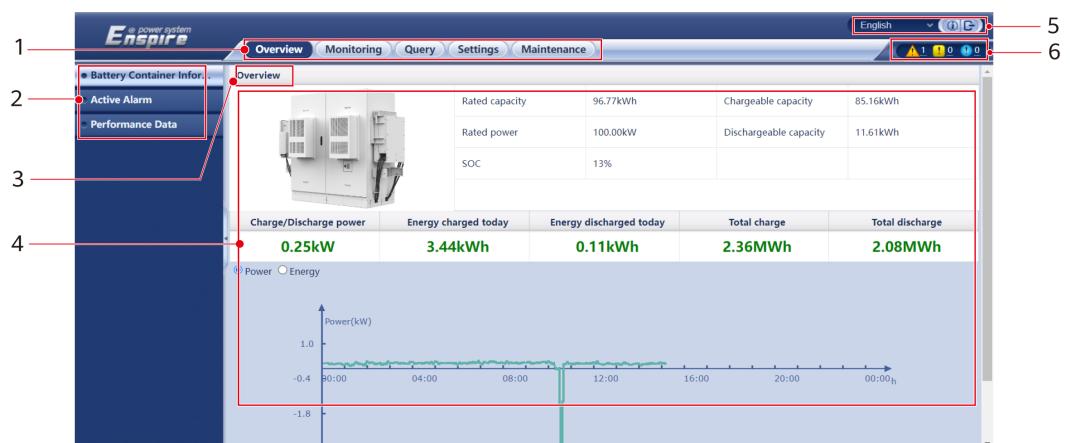 Enspire
e power system
English
5
1
Overview Monitoring Query Settings Maintenance
1 0 0
6
Battery Container Infor...
Overview
2
Active Alarm
Performance Data
Rated capacity 96.77kWh Chargeable capacity 85.16kWh
Rated power 100.00kW Dischargeable capacity 11.61kWh
SOC 13%
3
Charge/Discharge power Energy charged today Energy discharged today Total charge Total discharge
4
0.25kW 3.44kWh 0.11kWh 2.36MWh 2.08MWh
Power Energy
Power(kW)
1.0
-0.4 00:00 04:00 08:00 12:00 16:00 20:00 00:00 h
-1.8